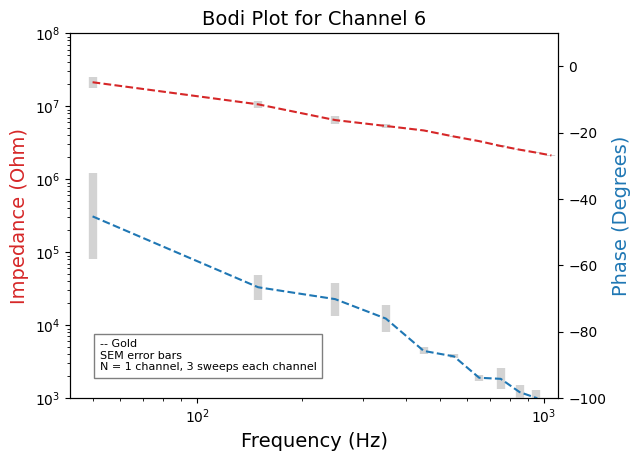 Bodi Plot for Channel 6
Impedance (Ohm)
10^8
10^7
10^6
10^5
10^4
10^3
0
−20
−40
−60
−80
−100
Phase (Degrees)
-- Gold
SEM error bars
N = 1 channel, 3 sweeps each channel
10^2
10^3
Frequency (Hz)